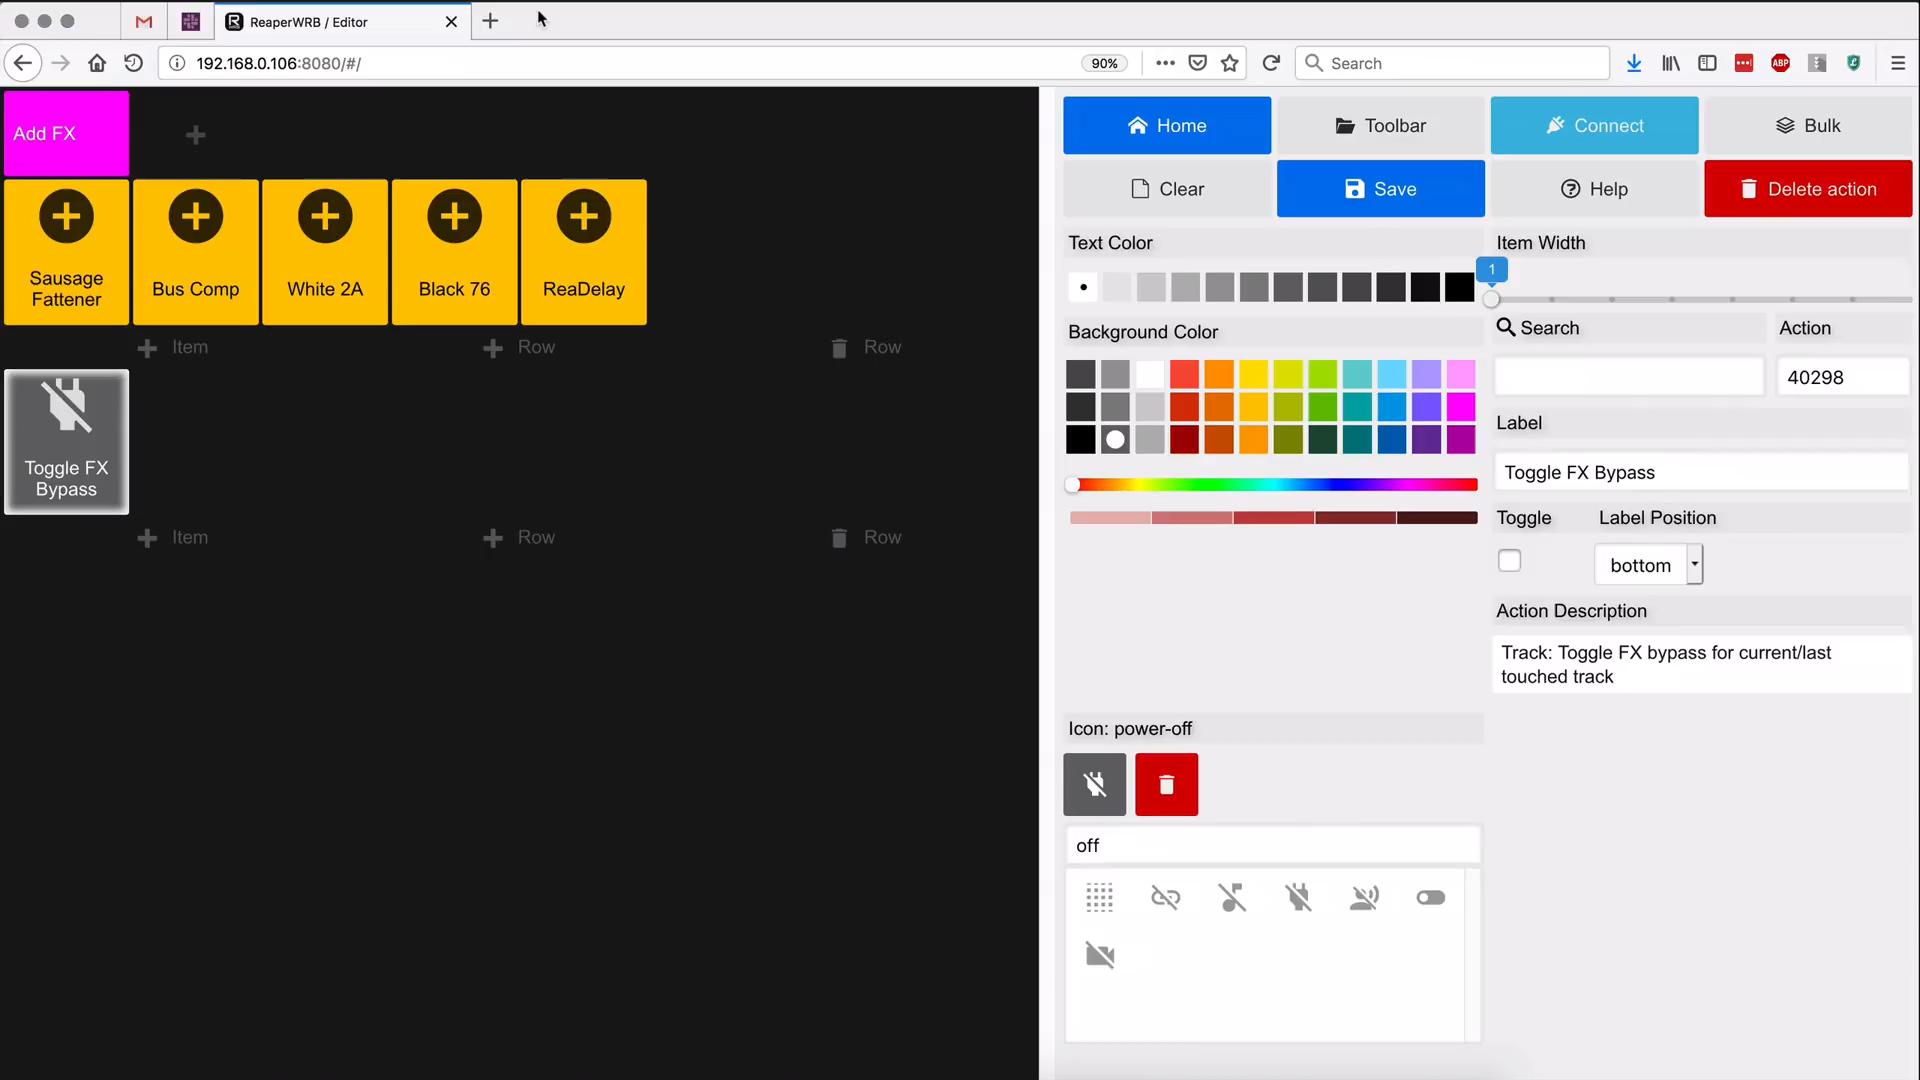 ReaperWRB / Editor
192.168.0.106:8080/#/
90%
Search
ABP
Add FX
Home
Toolbar
Connect
Bulk
Clear
Save
Help
Delete action
Sausage
Fattener
Bus Comp
White 2A
Black 76
ReaDelay
Item
Row
Row
Toggle FX
Bypass
Item
Row
Row
Text Color
Item Width
1
Background Color
Search
Action
40298
Label
Toggle FX Bypass
Toggle
Label Position
bottom
Action Description
Track: Toggle FX bypass for current/last
touched track
Icon: power-off
off